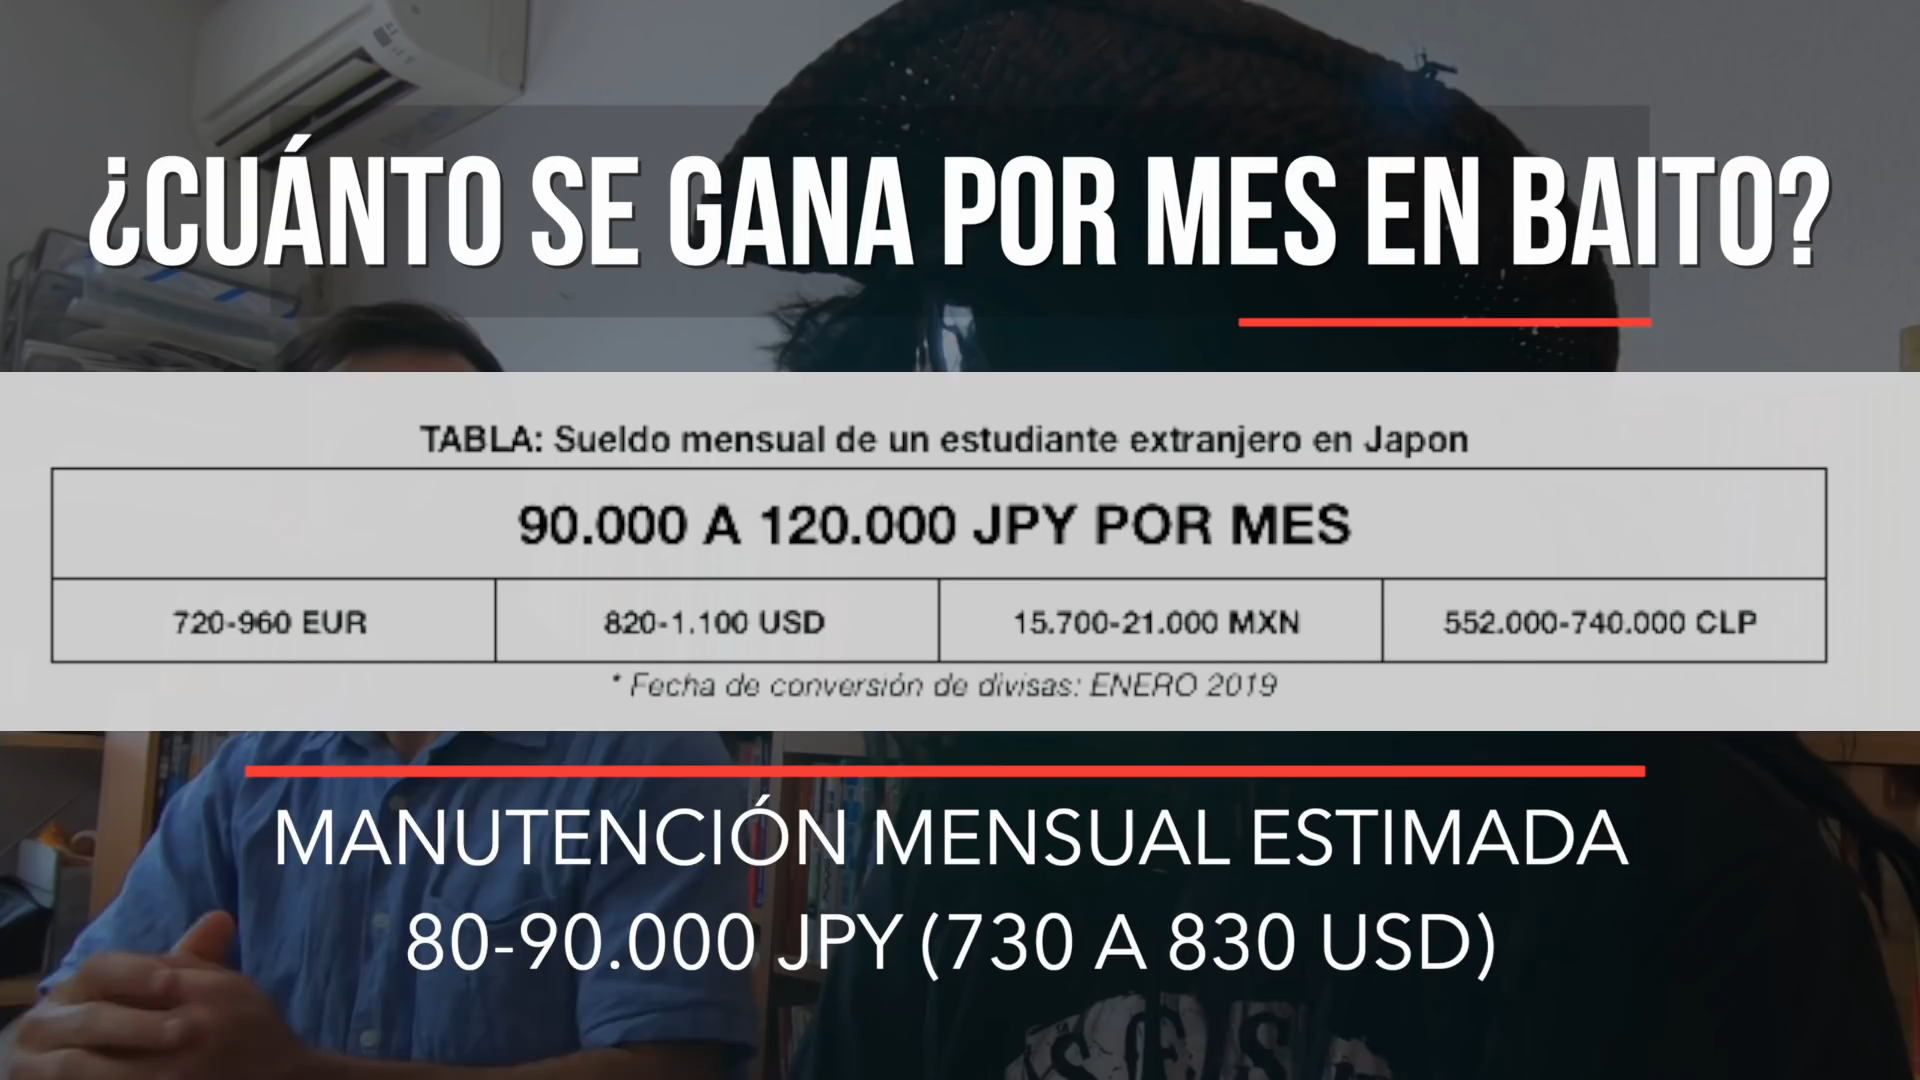 ¿CUÁNTO SE GANA POR MES EN BAITO?
TABLA: Sueldo mensual de un estudiante extranjero en Japon
90.000 A 120.000 JPY POR MES
720-960 EUR
820-1.100 USD
15.700-21.000 MXN
552.000-740.000 CLP
* Fecha de conversión de divisas: ENERO 2019
MANUTENCIÓN MENSUAL ESTIMADA
80-90.000 JPY (730 A 830 USD)